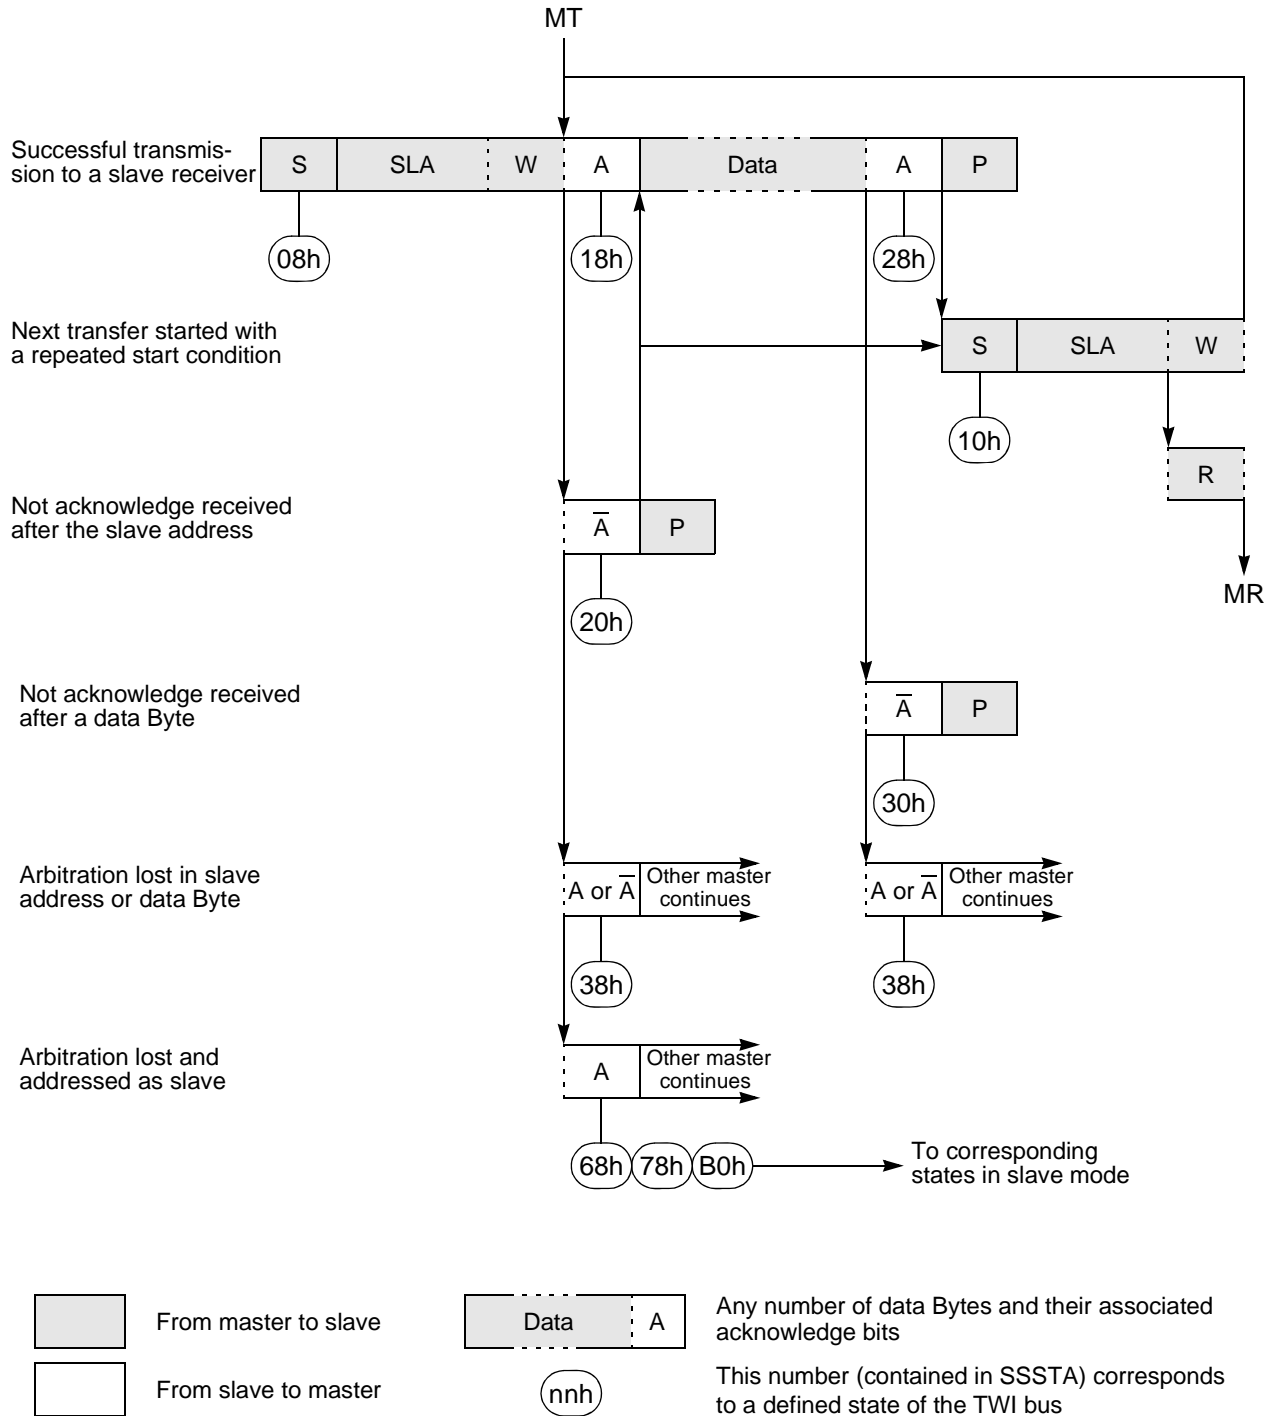 MT
Successful transmis-
sion to a slave receiver
S SLA W A Data A P
08h 18h 28h
Next transfer started with
a repeated start condition
S SLA W
10h
R
Not acknowledge received
after the slave address
A̅ P
MR
20h
Not acknowledge received
after a data Byte
A̅ P
30h
Arbitration lost in slave
address or data Byte
A or A̅ Other master
continues
A or A̅ Other master
continues
38h 38h
Arbitration lost and
addressed as slave
A Other master
continues
68h 78h B0h
To corresponding
states in slave mode
From master to slave
Data A
Any number of data Bytes and their associated
acknowledge bits
From slave to master
nnh
This number (contained in SSSTA) corresponds
to a defined state of the TWI bus